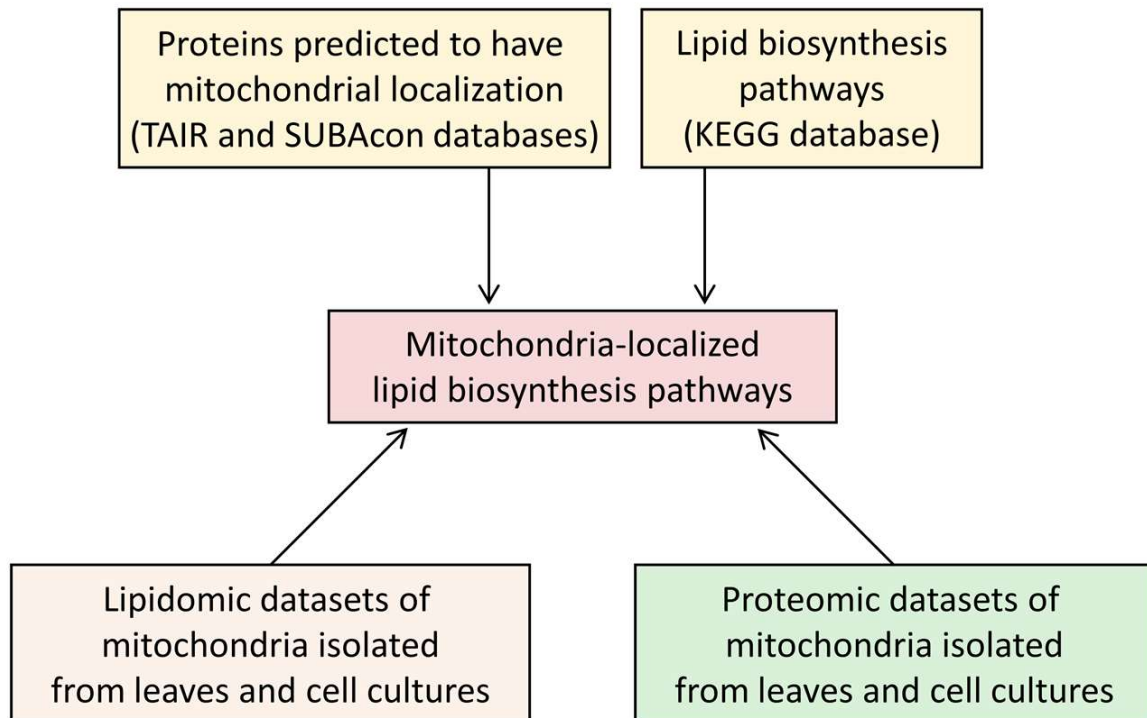 Proteins predicted to have
mitochondrial localization
(TAIR and SUBAcon databases)
Lipid biosynthesis
pathways
(KEGG database)
Mitochondria-localized
lipid biosynthesis pathways
Lipidomic datasets of
mitochondria isolated
from leaves and cell cultures
Proteomic datasets of
mitochondria isolated
from leaves and cell cultures